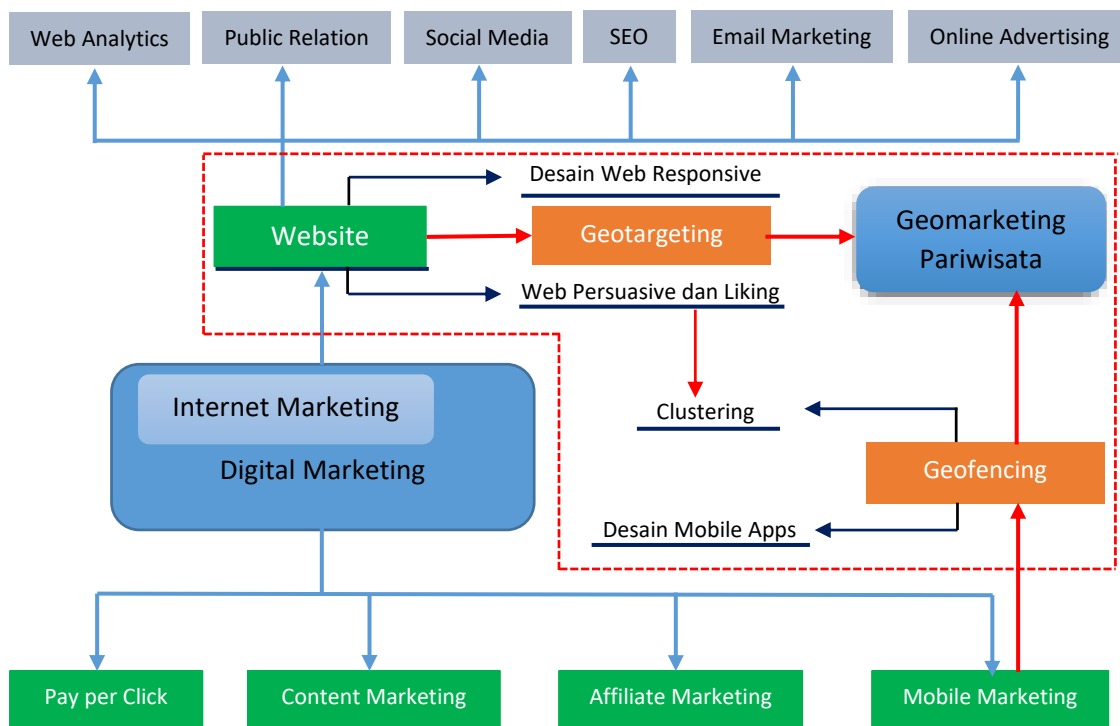 Web Analytics
Public Relation
Social Media
SEO
Email Marketing
Online Advertising
Desain Web Responsive
Website
Geotargeting
Geomarketing
Pariwisata
Web Persuasive dan Liking
Internet Marketing
Digital Marketing
Clustering
Geofencing
Desain Mobile Apps
Pay per Click
Content Marketing
Affiliate Marketing
Mobile Marketing